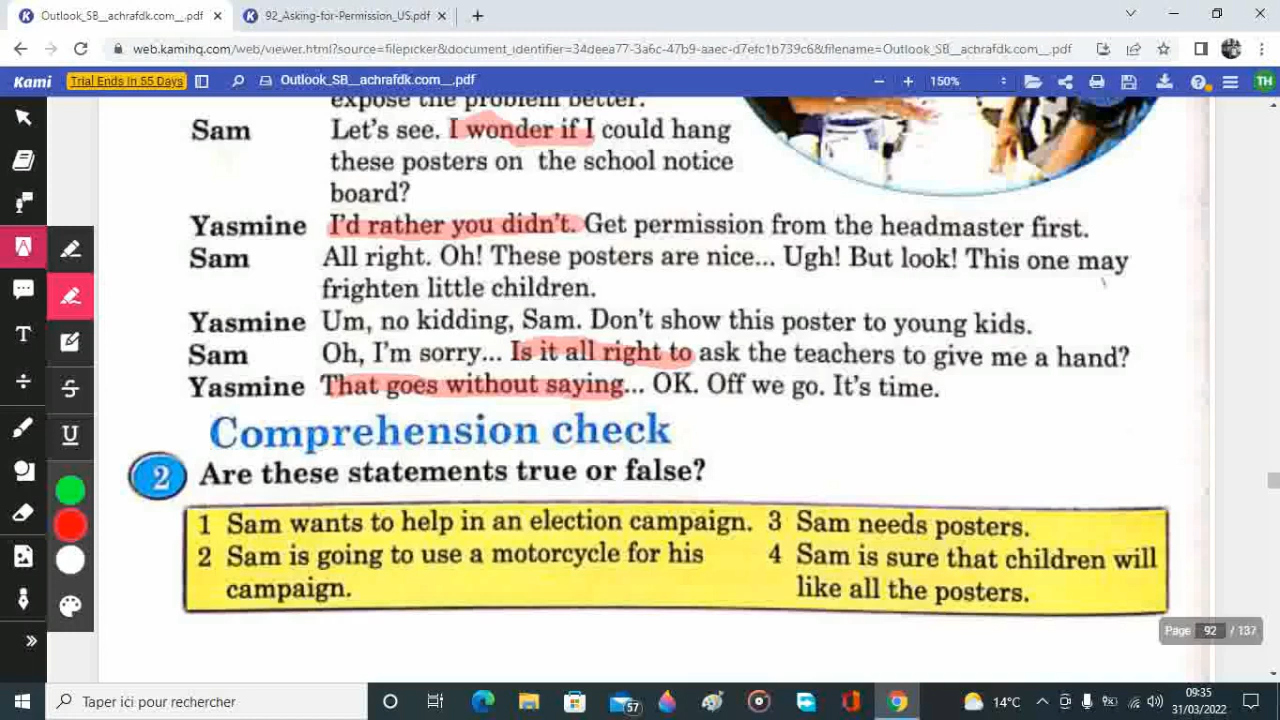 Outlook_SB__achrafdk.com__.pdf
92_Asking-for-Permission_US.pdf
web.kamihq.com/web/viewer.html?source=filepicker&document_identifier=34deea77-3a6c-47b9-aaec-d7efc1b739c6&filename=Outlook_SB__achrafdk.com__.pdf
Kami Trial Ends In 55 Days Outlook_SB__achrafdk.com__.pdf 150% TH
expose the problem better.
Sam Let's see. I wonder if I could hang
these posters on the school notice
board?
Yasmine I'd rather you didn't. Get permission from the headmaster first.
Sam All right. Oh! These posters are nice... Ugh! But look! This one may
frighten little children.
Yasmine Um, no kidding, Sam. Don't show this poster to young kids.
Sam Oh, I'm sorry... Is it all right to ask the teachers to give me a hand?
Yasmine That goes without saying... OK. Off we go. It's time.
Comprehension check
2 Are these statements true or false?
1 Sam wants to help in an election campaign.
2 Sam is going to use a motorcycle for his
campaign.
3 Sam needs posters.
4 Sam is sure that children will
like all the posters.
Page 92 / 137
Taper ici pour rechercher
57
14°C
09:35
31/03/2022